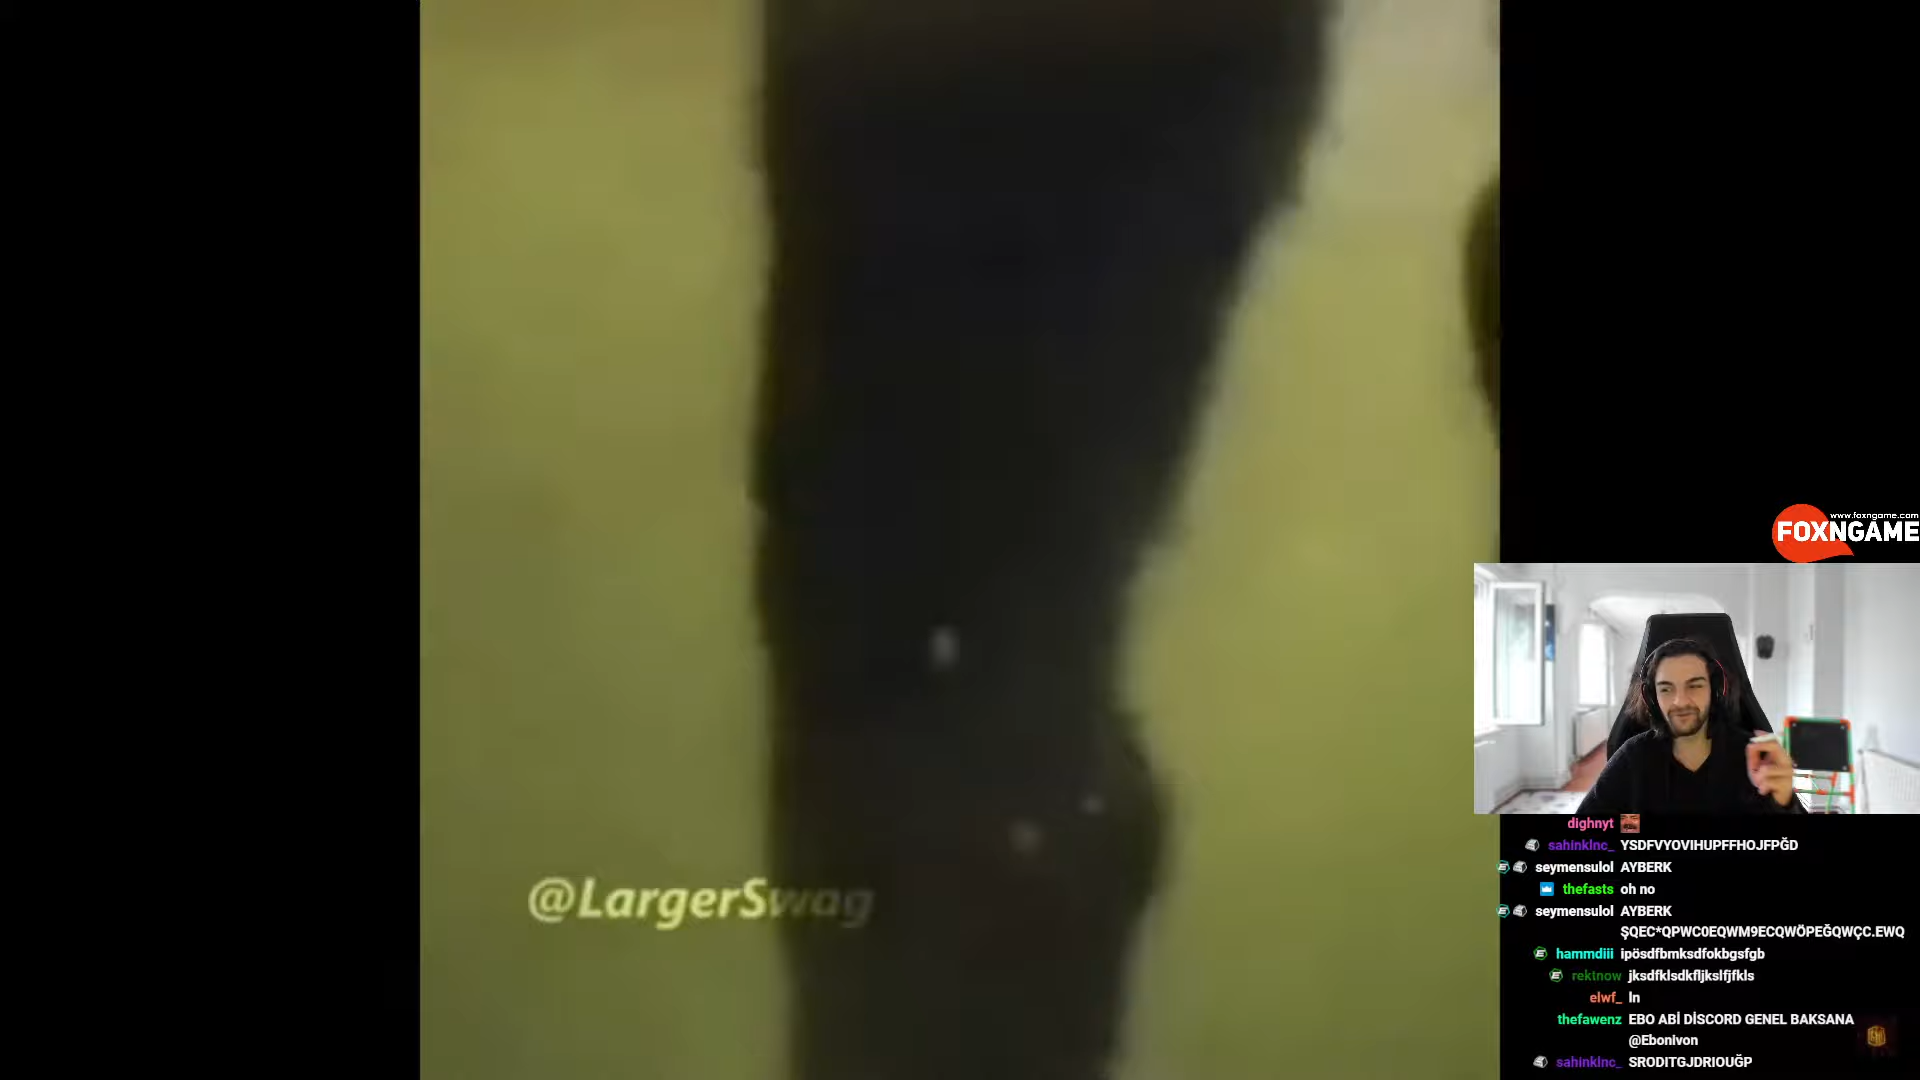 @LargerSwag
www.foxngame.com
FOXNGAME
dighnyt
sahinklnc_ YSDFVYOVIHUPFFHOJFPĞD
seymensulol AYBERK
thefasts oh no
seymensulol AYBERK
ŞQEC*QPWC0EQWM9ECQWÖPEĞQWÇC.EWQ
hammdiii ipösdfbmksdfokbgsfgb
rektnow jksdfklsdkfljkslfjfkls
elwf_ ln
thefawenz EBO ABİ DİSCORD GENEL BAKSANA
@Ebonivon
sahinklnc_ SRODITGJDRIOUĞP